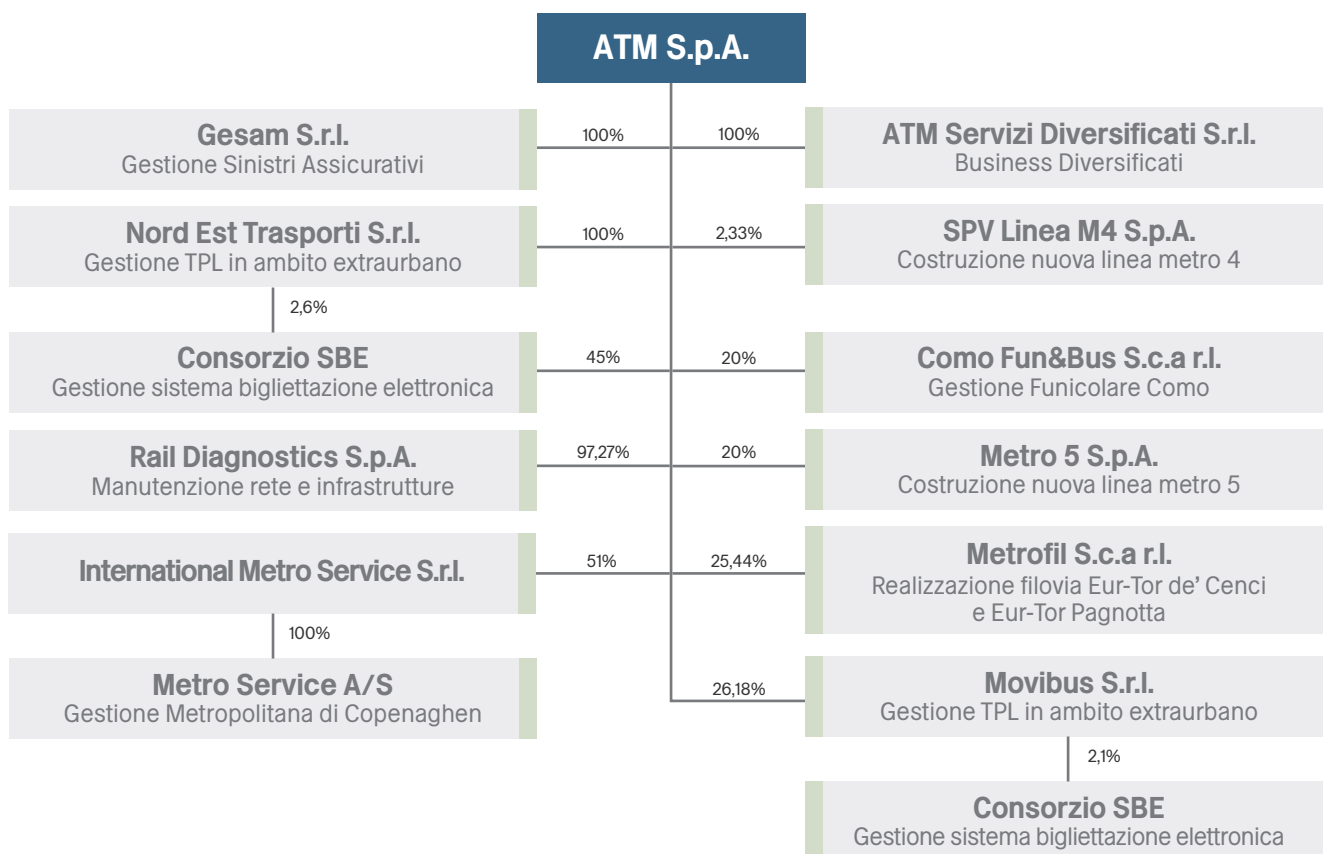 ATM S.p.A.
Gesam S.r.l.
Gestione Sinistri Assicurativi
100%
100%
ATM Servizi Diversificati S.r.l.
Business Diversificati
Nord Est Trasporti S.r.l.
Gestione TPL in ambito extraurbano
100%
2,33%
SPV Linea M4 S.p.A.
Costruzione nuova linea metro 4
2,6%
Consorzio SBE
Gestione sistema bigliettazione elettronica
45%
20%
Como Fun&Bus S.c.a r.l.
Gestione Funicolare Como
Rail Diagnostics S.p.A.
Manutenzione rete e infrastrutture
97,27%
20%
Metro 5 S.p.A.
Costruzione nuova linea metro 5
International Metro Service S.r.l.
51%
25,44%
Metrofil S.c.a r.l.
Realizzazione filovia Eur-Tor de’ Cenci
e Eur-Tor Pagnotta
100%
Metro Service A/S
Gestione Metropolitana di Copenaghen
26,18%
Movibus S.r.l.
Gestione TPL in ambito extraurbano
2,1%
Consorzio SBE
Gestione sistema bigliettazione elettronica